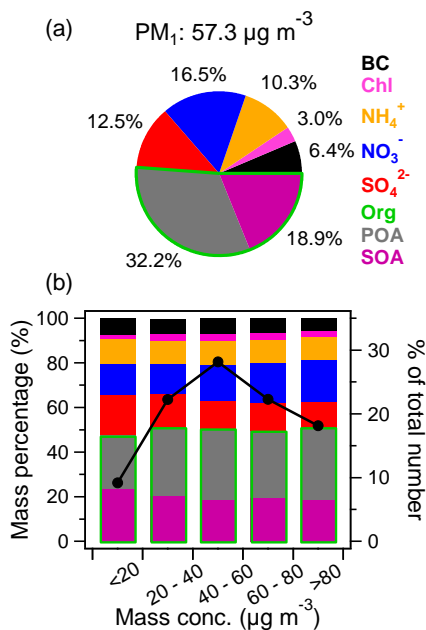 (a) PM₁: 57.3 µg m⁻³
16.5%
10.3%
12.5%
3.0%
6.4%
32.2%
18.9%
BC
Chl
NH₄⁺
NO₃⁻
SO₄²⁻
Org
POA
SOA
(b)
Mass percentage (%)
100
80
60
40
20
0
% of total number
30
20
10
0
<20
20 - 40
40 - 60
60 - 80
>80
Mass conc. (µg m⁻³)